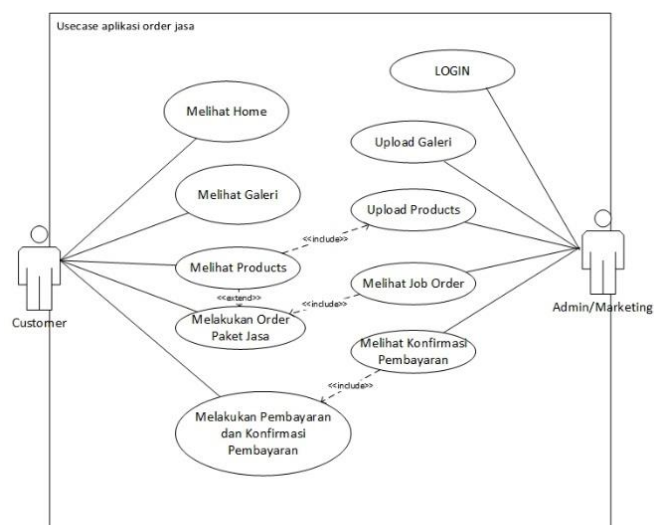 Usecase aplikasi order jasa
LOGIN
Melihat Home
Upload Galeri
Melihat Galeri
Upload Products
<<include>>
Melihat Products
<<extend>>
Melihat Job Order
<<include>>
Customer
Admin/Marketing
Melakukan Order
Paket Jasa
Melihat Konfirmasi
Pembayaran
<<include>>
Melakukan Pembayaran
dan Konfirmasi
Pembayaran